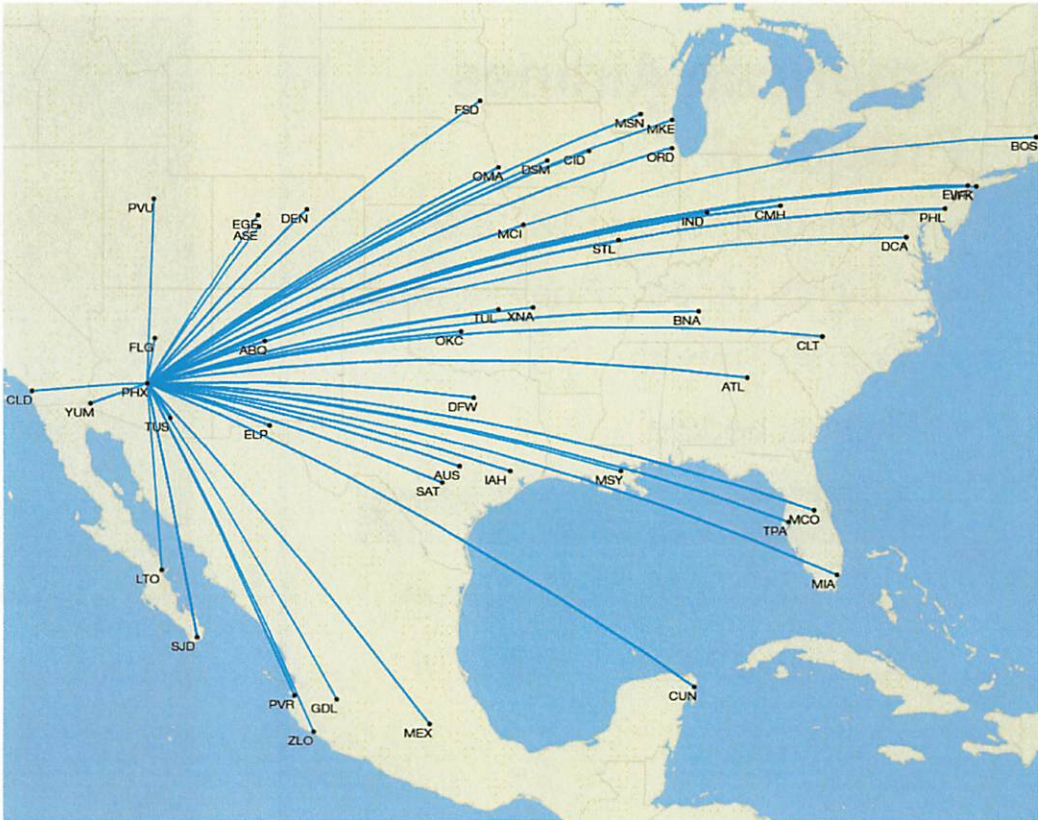 FSD
MSN
MKE
BOS
CID
ORD
DSM
OMA
EWR
JFK
PVU
DEN
EGE
ASE
IND
CMH
PHL
MCI
STL
DCA
TUL
XNA
BNA
FLG
ABQ
OKC
CLT
PHX
ATL
CLD
YUM
DFW
TUS
ELP
AUS
IAH
MSY
SAT
MCO
TPA
LTO
MIA
SJD
PVR
GDL
CUN
ZLO
MEX